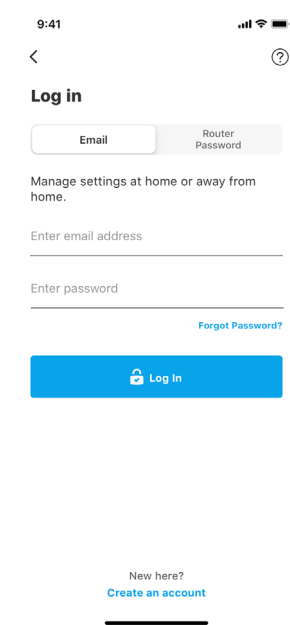 9:41
Log in
Email
Router
Password
Manage settings at home or away from
home.
Enter email address
Enter password
Forgot Password?
Log In
New here?
Create an account